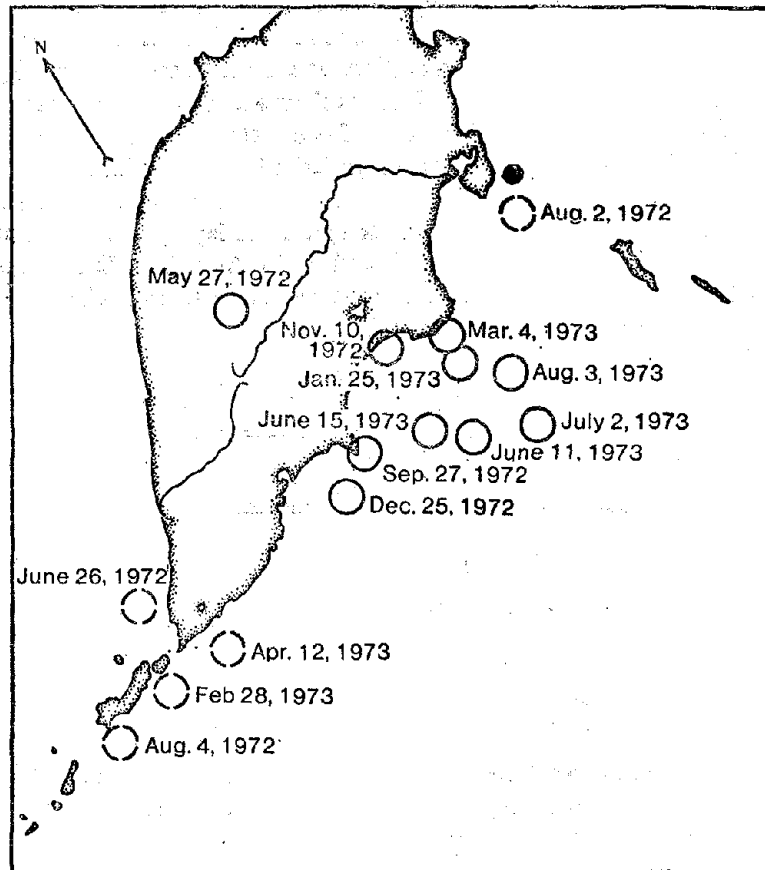 N
Aug. 2, 1972
May 27, 1972
Nov. 10,
1972
Mar. 4, 1973
Jan. 25, 1973
Aug. 3, 1973
June 15, 1973
July 2, 1973
June 11, 1973
Sep. 27, 1972
Dec. 25, 1972
June 26, 1972
Apr. 12, 1973
Feb 28, 1973
Aug. 4, 1972